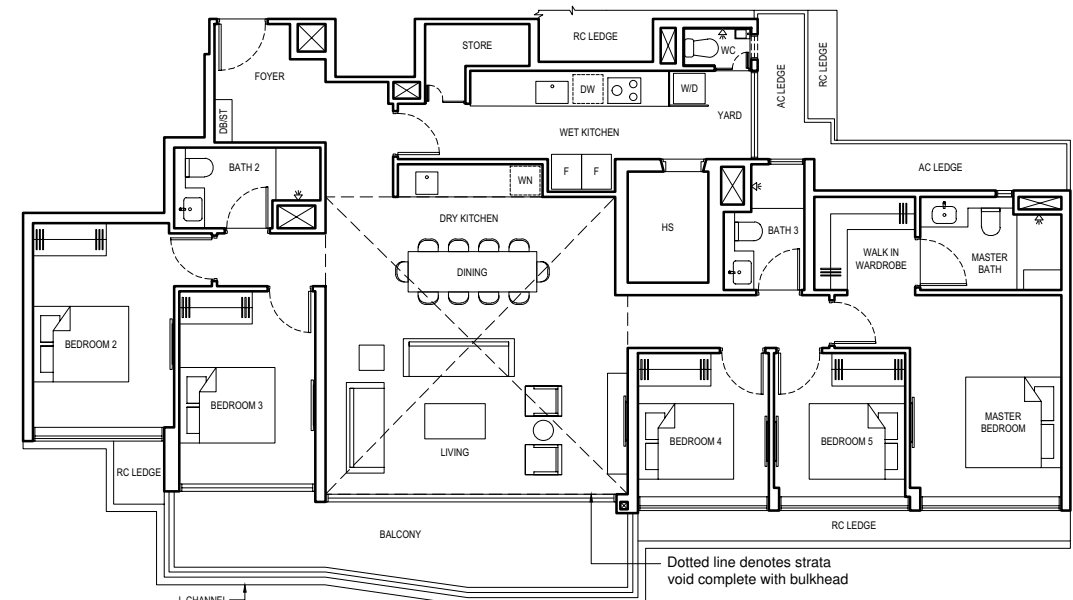 RC LEDGE
STORE
WC
FOYER
RC LEDGE
AC LEDGE
DW
W/D
DB/ST
YARD
WET KITCHEN
BATH 2
F
F
AC LEDGE
WN
DRY KITCHEN
HS
BATH 3
WALK IN
WARDROBE
MASTER
BATH
DINING
BEDROOM 2
BEDROOM 3
LIVING
BEDROOM 4
BEDROOM 5
MASTER
BEDROOM
RC LEDGE
BALCONY
RC LEDGE
Dotted line denotes strata
void complete with bulkhead